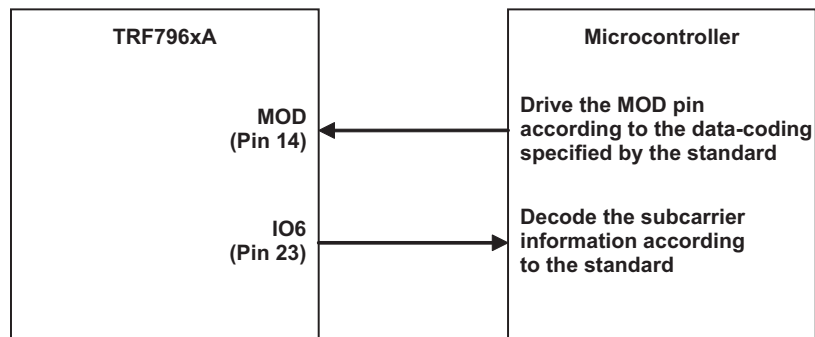 TRF796xA
Microcontroller
MOD
(Pin 14)
Drive the MOD pin
according to the data-coding
specified by the standard
IO6
(Pin 23)
Decode the subcarrier
information according
to the standard